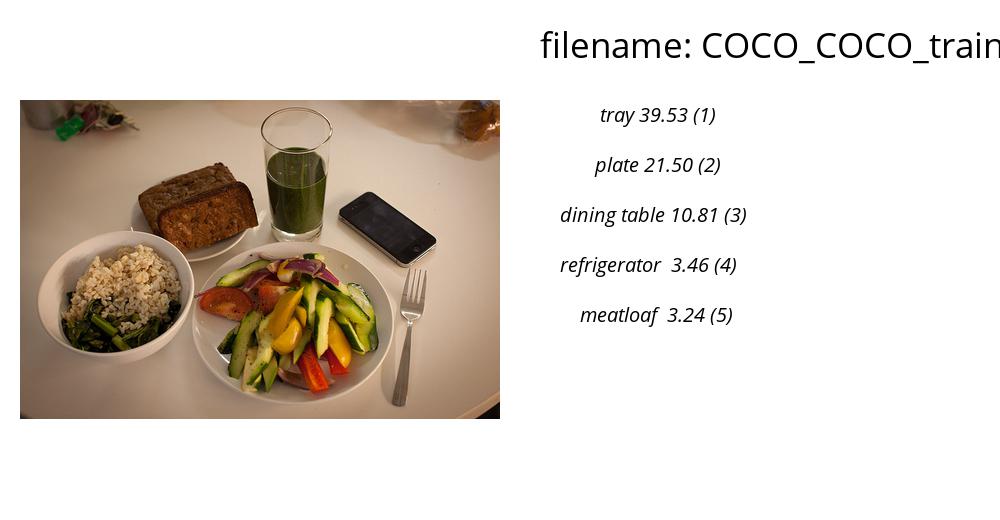 filename: COCO_COCO_train
tray 39.53 (1)
plate 21.50 (2)
dining table 10.81 (3)
refrigerator 3.46 (4)
meatloaf 3.24 (5)